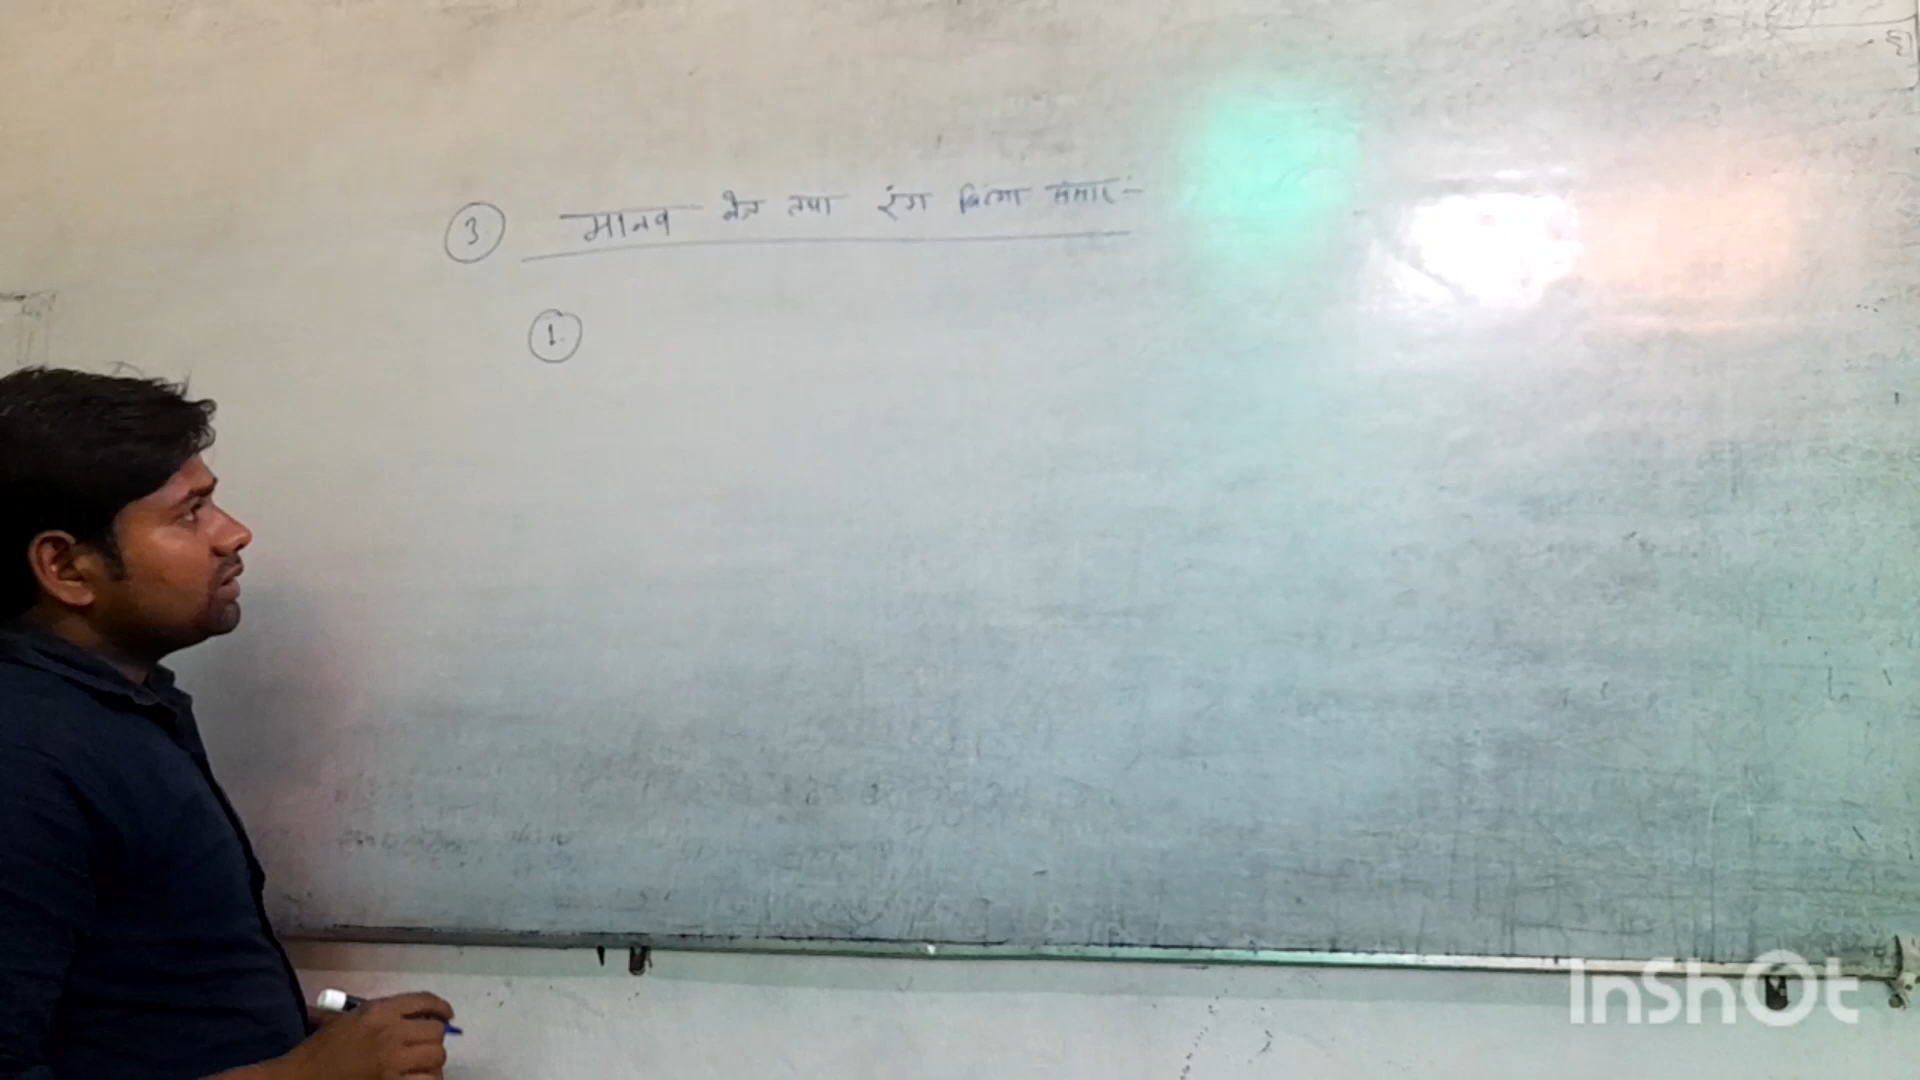 ③ मानव नेत्र तथा रंग बिरंगा संसार :-
①.
InShOt